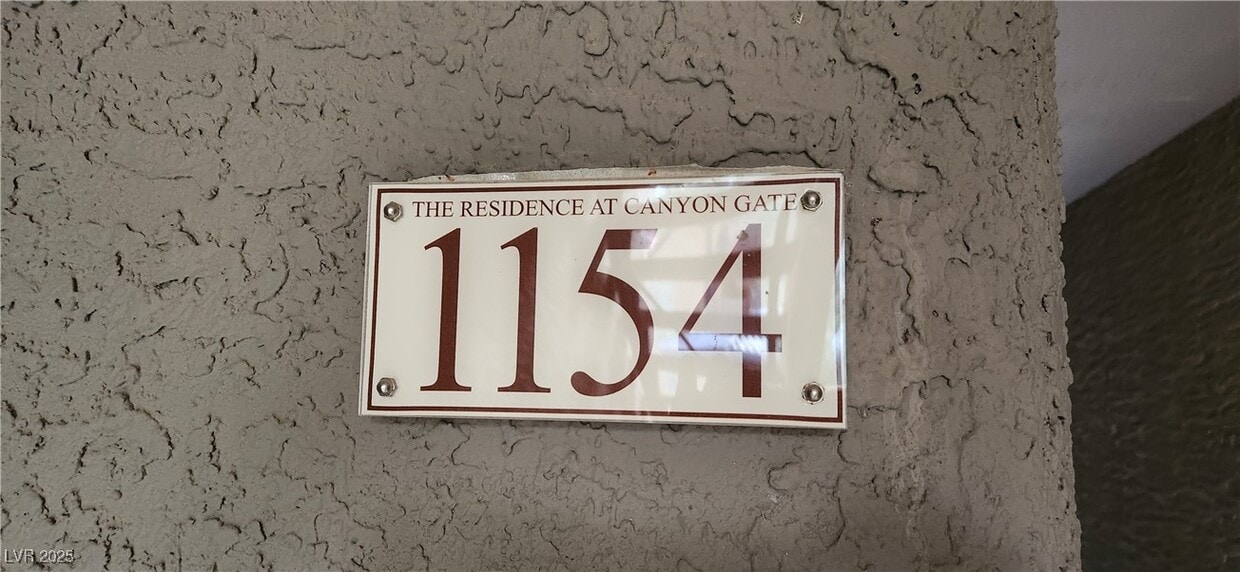 THE RESIDENCE AT CANYON GATE
1154
LVR 2025